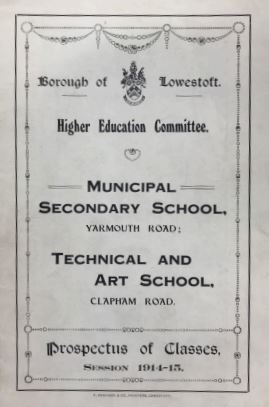 Borough of Lowestoft.
Higher Education Committee.
MUNICIPAL
SECONDARY SCHOOL,
YARMOUTH ROAD;
TECHNICAL AND
ART SCHOOL,
CLAPHAM ROAD.
Prospectus of Classes,
SESSION 1914-15.